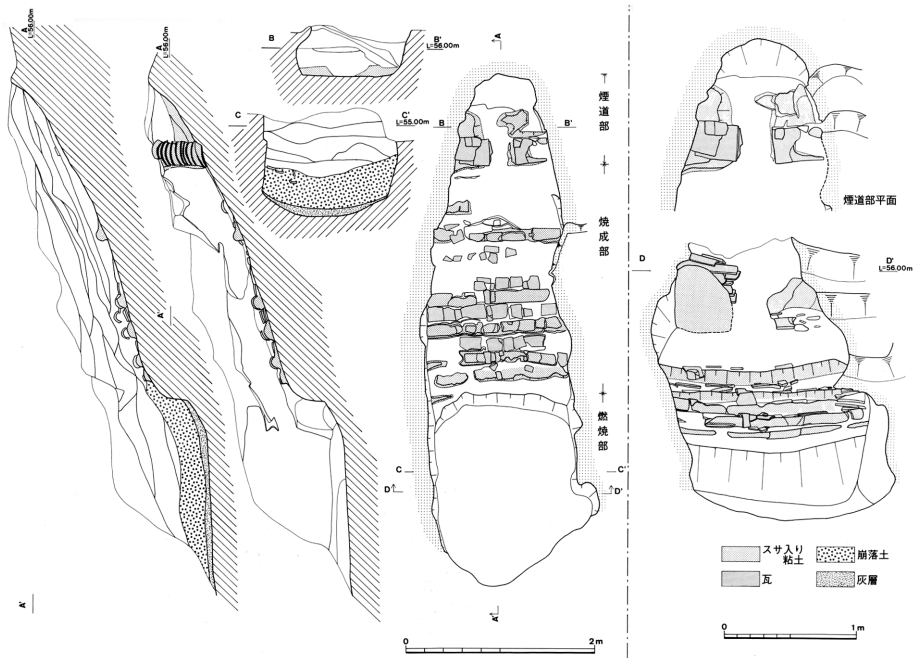 A
L=56.00m
A
L=56.00m
B
B'
L=56.00m
C
C'
L=55.00m
A'
A'
A
B
B'
煙道部
焼成部
燃焼部
C
C'
D
D'
A'
0
2m
煙道部平面
D
D'
L=56.00m
スサ入り
粘土
崩落土
瓦
灰層
0
1m